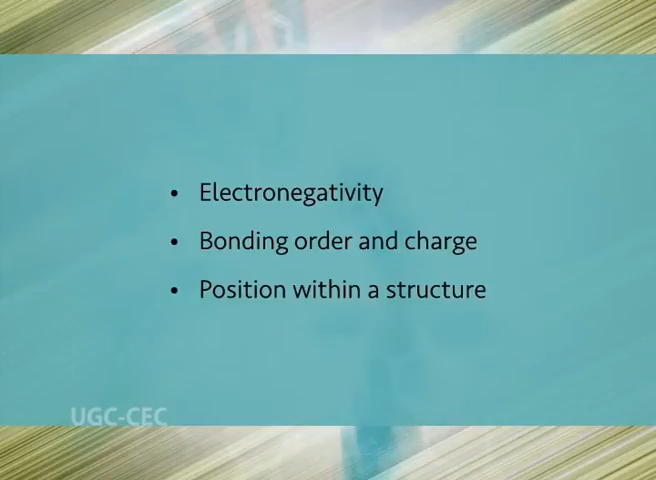 • Electronegativity
• Bonding order and charge
• Position within a structure
UGC-CEC